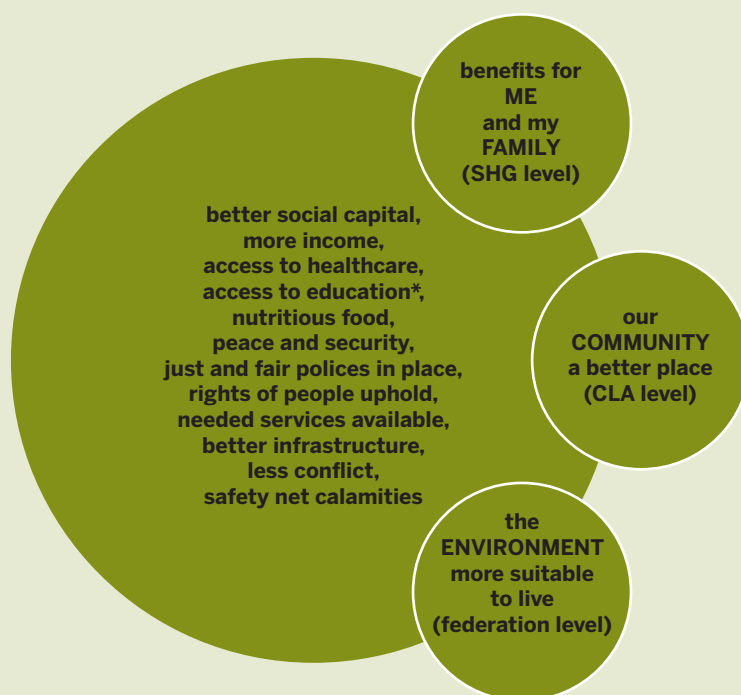 benefits for
ME
and my
FAMILY
(SHG level)
better social capital,
more income,
access to healthcare,
access to education*,
nutritious food,
peace and security,
just and fair polices in place,
rights of people uphold,
needed services available,
better infrastructure,
less conflict,
safety net calamities
our
COMMUNITY
a better place
(CLA level)
the
ENVIRONMENT
more suitable
to live
(federation level)